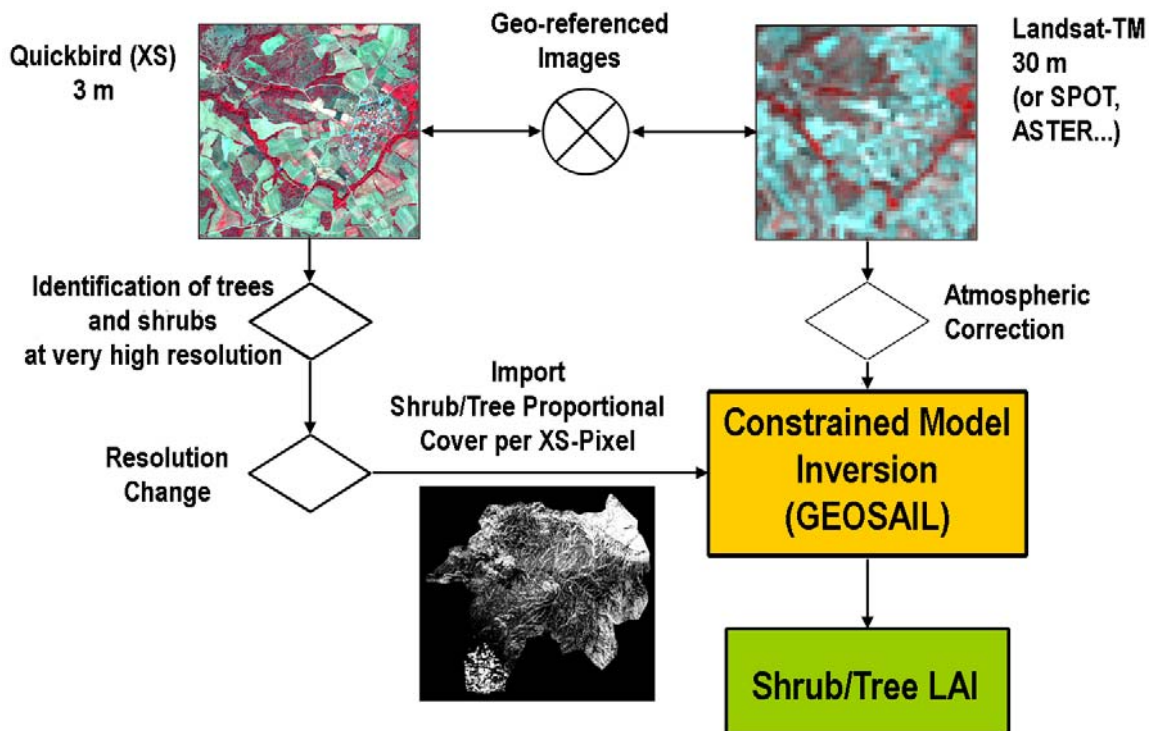 Quickbird (XS)
3 m
Geo-referenced
Images
Landsat-TM
30 m
(or SPOT,
ASTER...)
Identification of trees
and shrubs
at very high resolution
Atmospheric
Correction
Import
Shrub/Tree Proportional
Cover per XS-Pixel
Resolution
Change
Constrained Model
Inversion
(GEOSAIL)
Shrub/Tree LAI